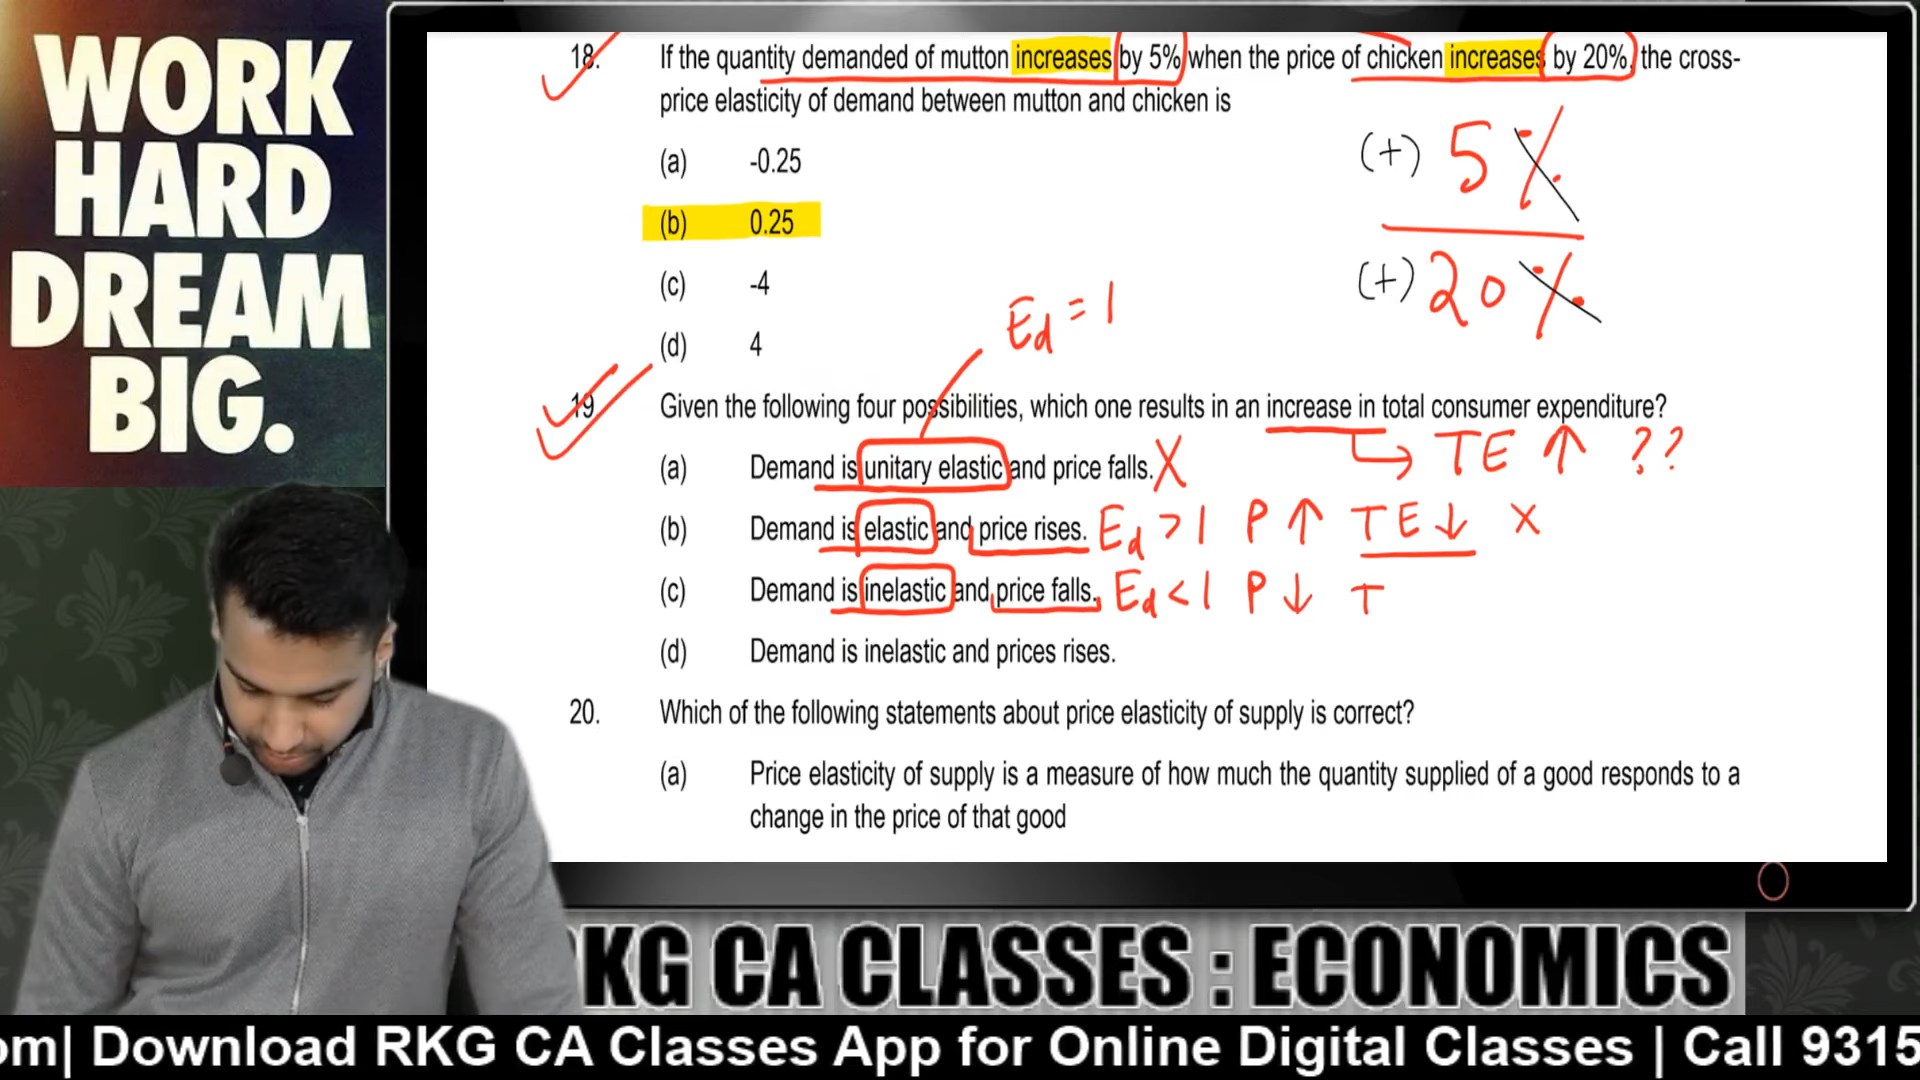 WORK
HARD
DREAM
BIG.
18. If the quantity demanded of mutton increases by 5% when the price of chicken increases by 20%, the cross-
price elasticity of demand between mutton and chicken is
(a) -0.25
(b) 0.25
(c) -4
(d) 4
(+) 5%
(+) 20%
Ed = 1
19. Given the following four possibilities, which one results in an increase in total consumer expenditure?
TE ↑ ??
(a) Demand is unitary elastic and price falls. X
(b) Demand is elastic and price rises. Ed > 1 P ↑ TE ↓ X
(c) Demand is inelastic and price falls. Ed < 1 P ↓ T
(d) Demand is inelastic and prices rises.
20. Which of the following statements about price elasticity of supply is correct?
(a) Price elasticity of supply is a measure of how much the quantity supplied of a good responds to a
change in the price of that good
RKG CA CLASSES : ECONOMICS
om| Download RKG CA Classes App for Online Digital Classes | Call 9315